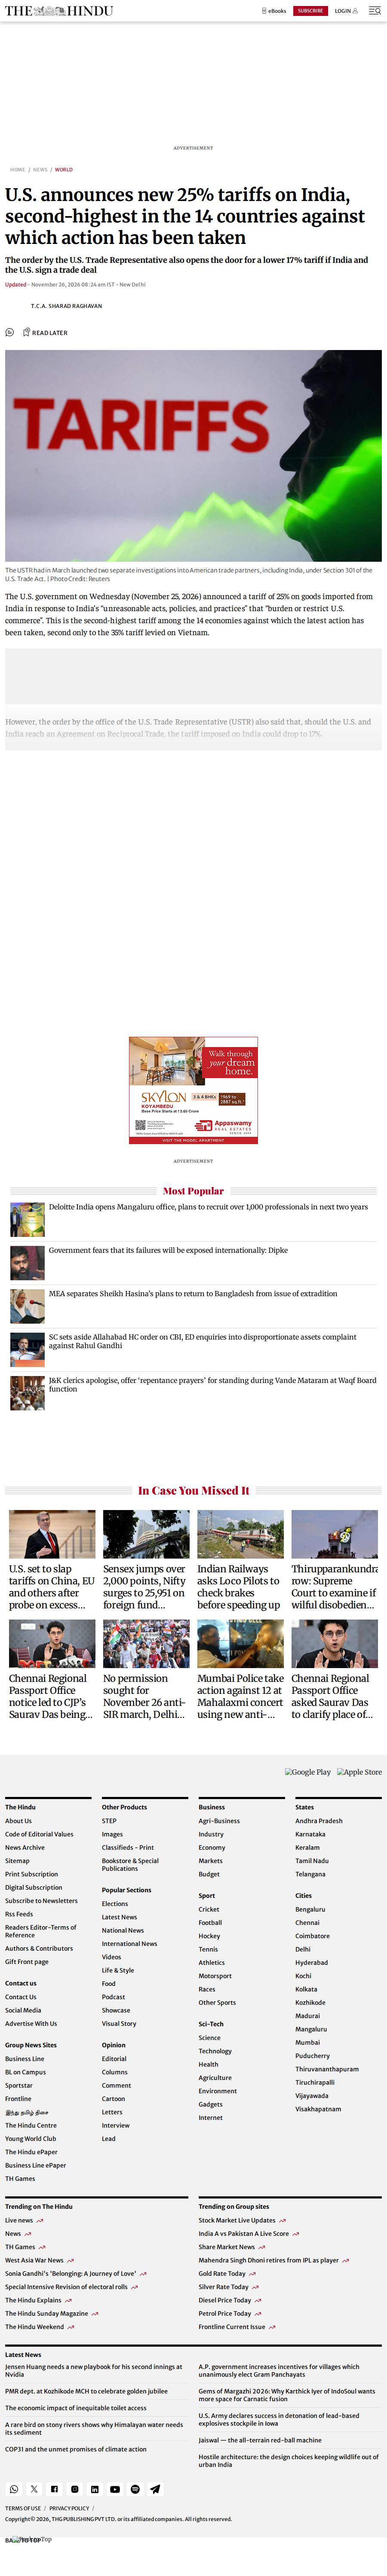 THE HINDU
eBooks
SUBSCRIBE
LOGIN
ADVERTISEMENT
HOME / NEWS / WORLD
U.S. announces new 25% tariffs on India,
second-highest in the 14 countries against
which action has been taken
The order by the U.S. Trade Representative also opens the door for a lower 17% tariff if India and
the U.S. sign a trade deal
Updated - November 26, 2026 08:24 am IST - New Delhi
T.C.A. SHARAD RAGHAVAN
READ LATER
TARIFFS
The USTR had in March launched two separate investigations into American trade partners, including India, under Section 301 of the
U.S. Trade Act. | Photo Credit: Reuters
The U.S. government on Wednesday (November 25, 2026) announced a tariff of 25% on goods imported from
India in response to India's "unreasonable acts, policies, and practices" that "burden or restrict U.S.
commerce". This is the second-highest tariff among the 14 economies against which the latest action has
been taken, second only to the 35% tariff levied on Vietnam.
However, the order by the office of the U.S. Trade Representative (USTR) also said that, should the U.S. and
India reach an Agreement on Reciprocal Trade, the tariff imposed on India could drop to 17%.
Walk through
your dream
home.
SKYLON
KOYAMBEDU
3 & 4 BHKs
1969 to
2887 sq.ft.
Base Price Starts at ₹3.65 Crore
Appaswamy
REAL ESTATES
VISIT THE MODEL APARTMENT
ADVERTISEMENT
Most Popular
Deloitte India opens Mangaluru office, plans to recruit over 1,000 professionals in next two years
Government fears that its failures will be exposed internationally: Dipke
MEA separates Sheikh Hasina's plans to return to Bangladesh from issue of extradition
SC sets aside Allahabad HC order on CBI, ED enquiries into disproportionate assets complaint
against Rahul Gandhi
J&K clerics apologise, offer 'repentance prayers' for standing during Vande Mataram at Waqf Board
function
In Case You Missed It
U.S. set to slap
tariffs on China, EU
and others after
probe on excess...
Sensex jumps over
2,000 points, Nifty
surges to 25,951 on
foreign fund...
Indian Railways
asks Loco Pilots to
check brakes
before speeding up
Thirupparankundra
row: Supreme
Court to examine if
wilful disobedien...
Chennai Regional
Passport Office
notice led to CJP's
Saurav Das being...
No permission
sought for
November 26 anti-
SIR march, Delhi...
Mumbai Police take
action against 12 at
Mahalaxmi concert
using new anti-...
Chennai Regional
Passport Office
asked Saurav Das
to clarify place of...
Google Play
Apple Store
The Hindu
About Us
Code of Editorial Values
News Archive
Sitemap
Print Subscription
Digital Subscription
Subscribe to Newsletters
Rss Feeds
Readers Editor-Terms of
Reference
Authors & Contributors
Gift Front page
Contact us
Contact Us
Social Media
Advertise With Us
Group News Sites
Business Line
BL on Campus
Sportstar
Frontline
இந்து தமிழ் திசை
The Hindu Centre
Young World Club
The Hindu ePaper
Business Line ePaper
TH Games
Other Products
STEP
Images
Classifieds - Print
Bookstore & Special
Publications
Popular Sections
Elections
Latest News
National News
International News
Videos
Life & Style
Food
Podcast
Showcase
Visual Story
Opinion
Editorial
Columns
Comment
Cartoon
Letters
Interview
Lead
Business
Agri-Business
Industry
Economy
Markets
Budget
Sport
Cricket
Football
Hockey
Tennis
Athletics
Motorsport
Races
Other Sports
Sci-Tech
Science
Technology
Health
Agriculture
Environment
Gadgets
Internet
States
Andhra Pradesh
Karnataka
Keralam
Tamil Nadu
Telangana
Cities
Bengaluru
Chennai
Coimbatore
Delhi
Hyderabad
Kochi
Kolkata
Kozhikode
Madurai
Mangaluru
Mumbai
Puducherry
Thiruvananthapuram
Tiruchirapalli
Vijayawada
Visakhapatnam
Trending on The Hindu
Live news
News
TH Games
West Asia War News
Sonia Gandhi's 'Belonging: A Journey of Love'
Special Intensive Revision of electoral rolls
The Hindu Explains
The Hindu Sunday Magazine
The Hindu Weekend
Trending on Group sites
Stock Market Live Updates
India A vs Pakistan A Live Score
Share Market News
Mahendra Singh Dhoni retires from IPL as player
Gold Rate Today
Silver Rate Today
Diesel Price Today
Petrol Price Today
Frontline Current Issue
Latest News
Jensen Huang needs a new playbook for his second innings at
Nvidia
PMR dept. at Kozhikode MCH to celebrate golden jubilee
The economic impact of inequitable toilet access
A rare bird on stony rivers shows why Himalayan water needs
its sediment
COP31 and the unmet promises of climate action
A.P. government increases incentives for villages which
unanimously elect Gram Panchayats
Gems of Margazhi 2026: Why Karthick Iyer of IndoSoul wants
more space for Carnatic fusion
U.S. Army declares success in detonation of lead-based
explosives stockpile in Iowa
Jaiswal — the all-terrain red-ball machine
Hostile architecture: the design choices keeping wildlife out of
urban India
TERMS OF USE / PRIVACY POLICY /
Copyright© 2026, THG PUBLISHING PVT LTD. or its affiliated companies. All rights reserved.
BACK TO TOP